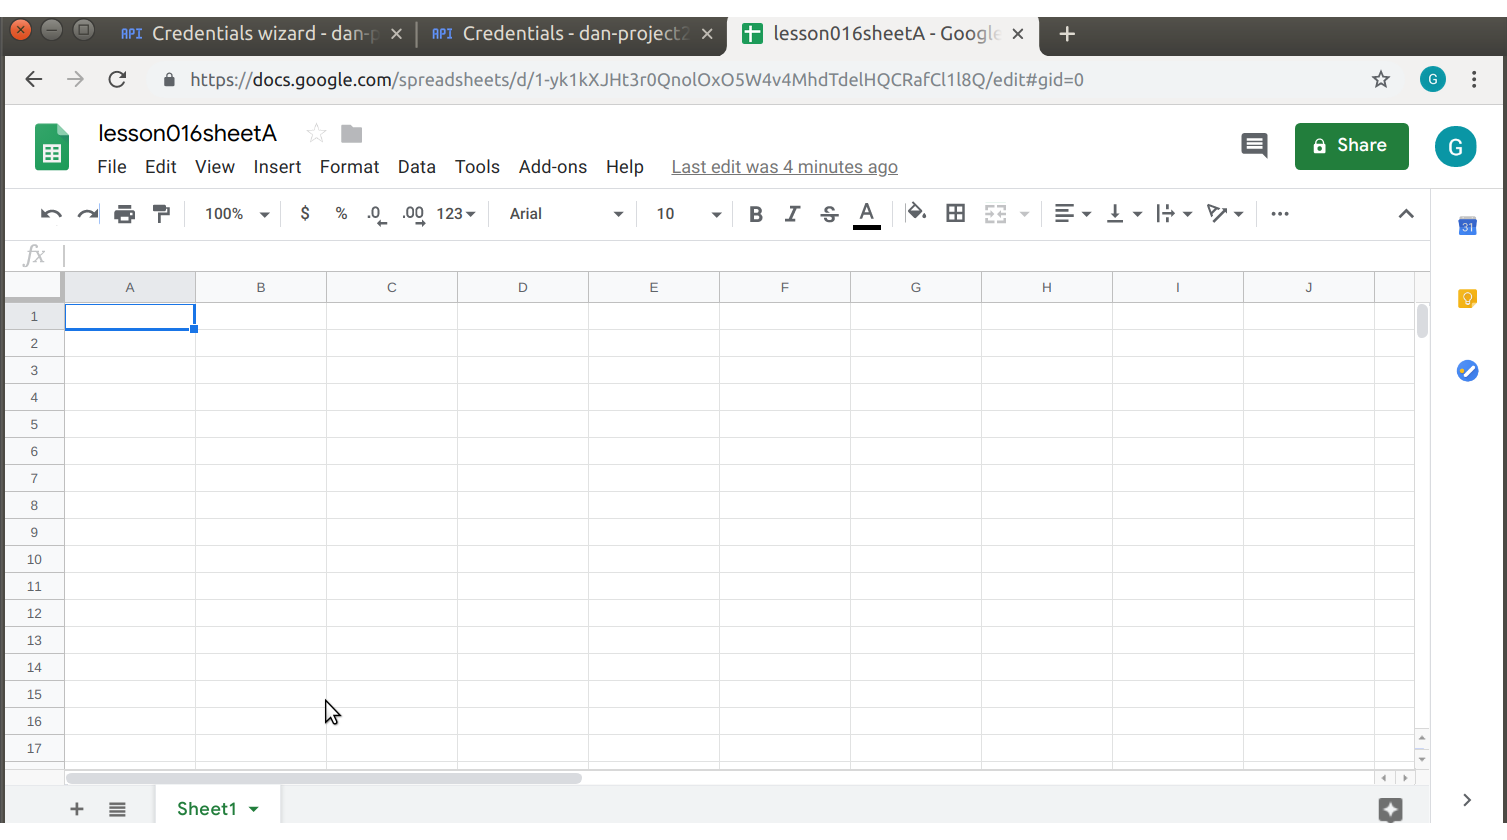 API Credentials wizard - dan-p API Credentials - dan-project2 lesson016sheetA - Google
https://docs.google.com/spreadsheets/d/1-yk1kXJHt3r0QnolOxO5W4v4MhdTdelHQCRafCl1l8Q/edit#gid=0 G
lesson016sheetA
File Edit View Insert Format Data Tools Add-ons Help Last edit was 4 minutes ago
Share G
100% $ % .0 .00 123 Arial 10 B I S A
31
fx
A B C D E F G H I J
1
2
3
4
5
6
7
8
9
10
11
12
13
14
15
16
17
Sheet1